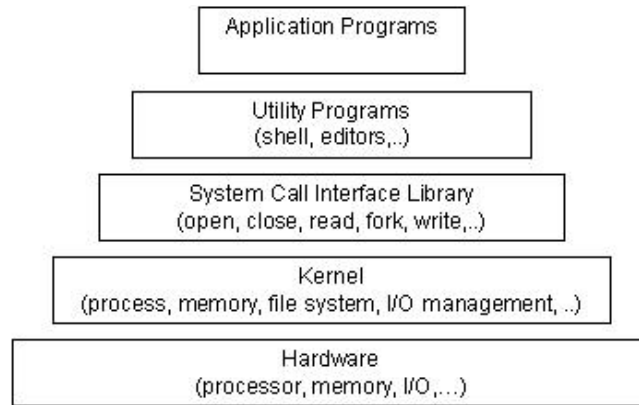 Application Programs
Utility Programs
(shell, editors,..)
System Call Interface Library
(open, close, read, fork, write,..)
Kernel
(process, memory, file system, I/O management, ..)
Hardware
(processor, memory, I/O,...)